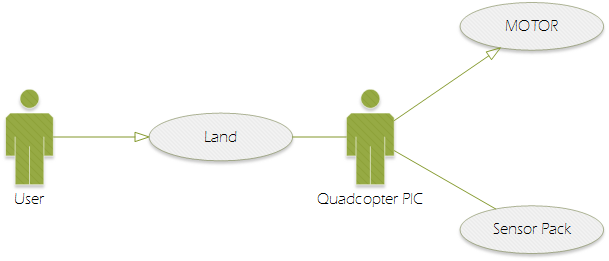 MOTOR
Land
User
Quadcopter PIC
Sensor Pack